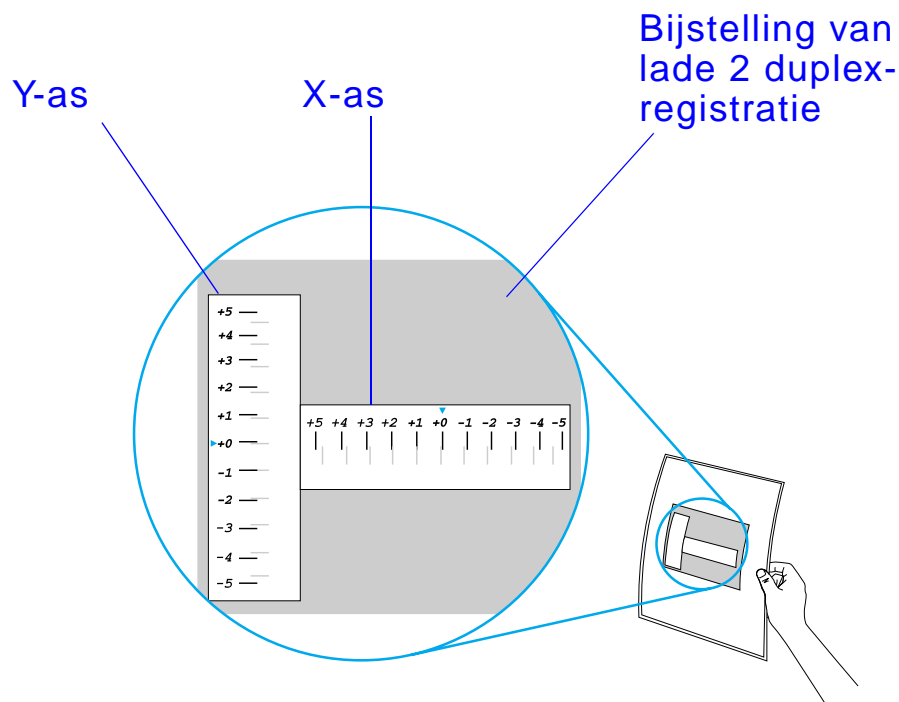 Bijstelling van
lade 2 duplex-
registratie
Y-as
X-as
+5
+4
+3
+2
+1
+0
-1
-2
-3
-4
-5
+5 +4 +3 +2 +1 +0 -1 -2 -3 -4 -5